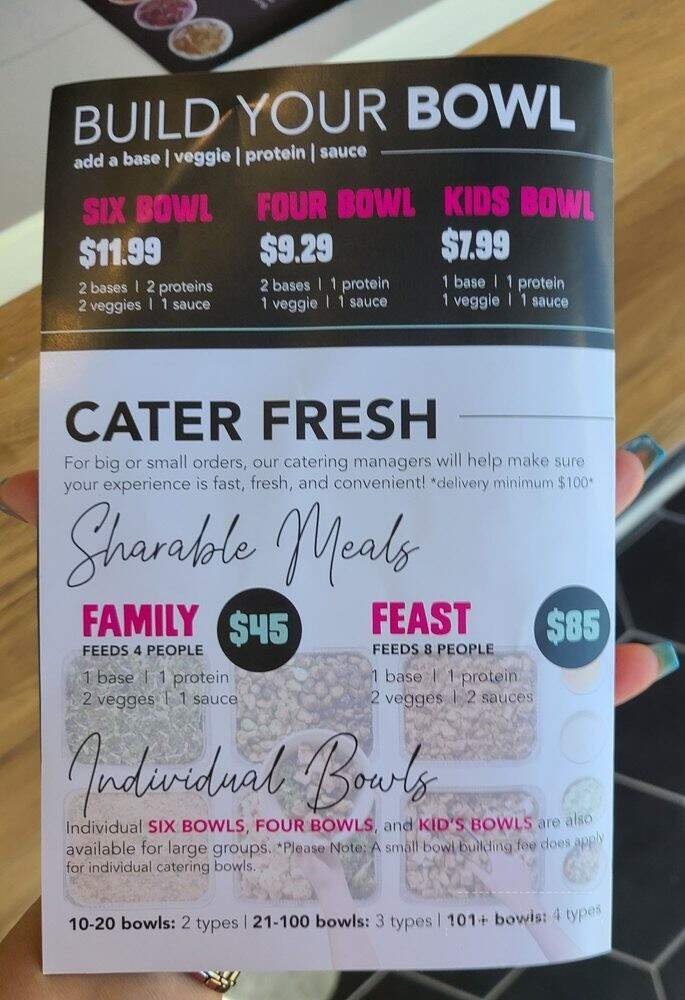 BUILD YOUR BOWL
add a base | veggie | protein | sauce
SIX BOWL
$11.99
2 bases | 2 proteins
2 veggies | 1 sauce
FOUR BOWL
$9.29
2 bases | 1 protein
1 veggie | 1 sauce
KIDS BOWL
$7.99
1 base | 1 protein
1 veggie | 1 sauce
CATER FRESH
For big or small orders, our catering managers will help make sure
your experience is fast, fresh, and convenient! *delivery minimum $100*
Sharable Meals
FAMILY
$45
FEEDS 4 PEOPLE
1 base | 1 protein
2 vegges | 1 sauce
FEAST
$85
FEEDS 8 PEOPLE
1 base | 1 protein
2 vegges | 2 sauces
Individual Bowls
Individual SIX BOWLS, FOUR BOWLS, and KID'S BOWLS are also
available for large groups. *Please Note: A small bowl building fee does apply
for individual catering bowls.
10-20 bowls: 2 types | 21-100 bowls: 3 types | 101+ bowls: 4 types